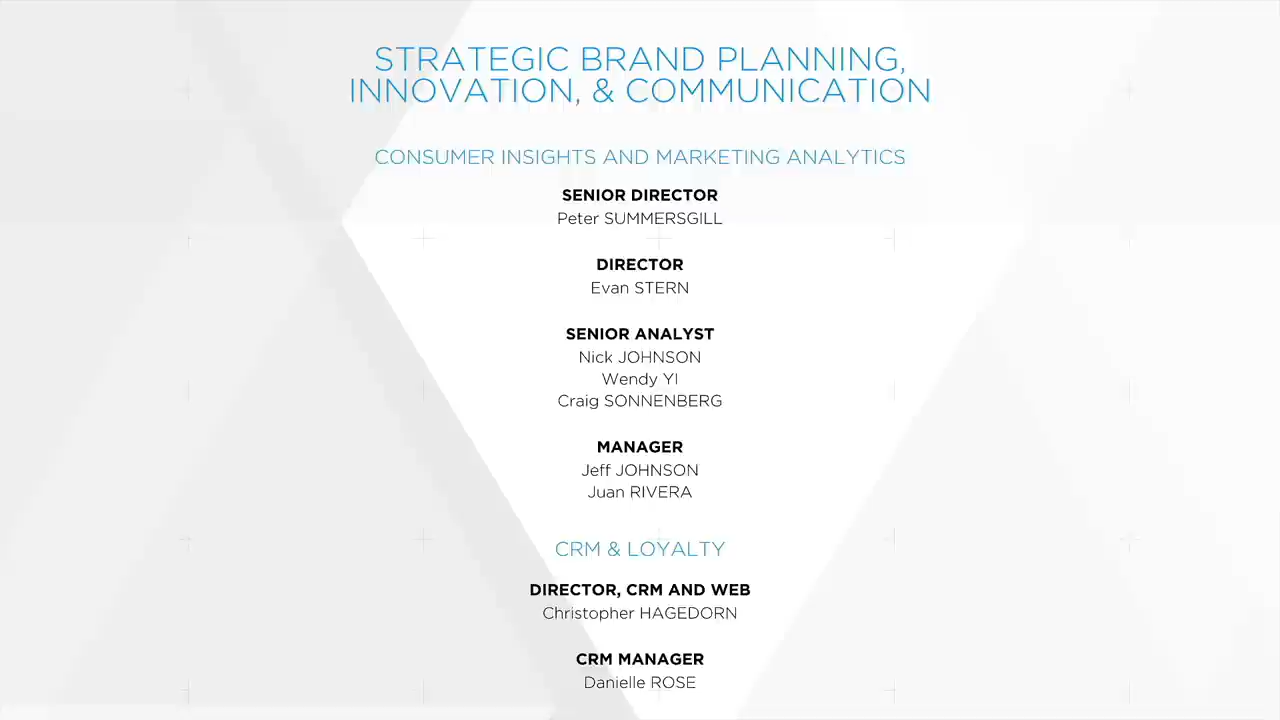 STRATEGIC BRAND PLANNING,
INNOVATION, & COMMUNICATION
CONSUMER INSIGHTS AND MARKETING ANALYTICS
SENIOR DIRECTOR
Peter SUMMERSGILL
DIRECTOR
Evan STERN
SENIOR ANALYST
Nick JOHNSON
Wendy YI
Craig SONNENBERG
MANAGER
Jeff JOHNSON
Juan RIVERA
CRM & LOYALTY
DIRECTOR, CRM AND WEB
Christopher HAGEDORN
CRM MANAGER
Danielle ROSE